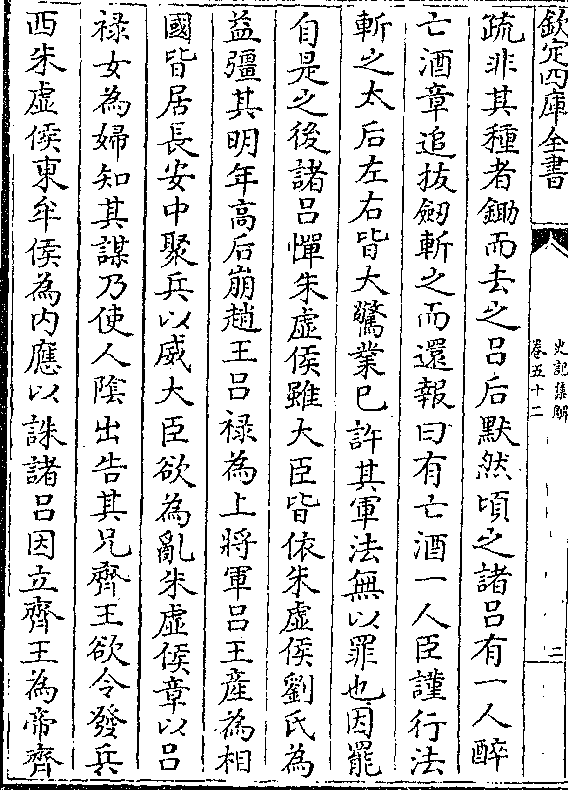 欽定四庫全書
史記集解
卷五十二
二
疏非其種者鋤而去之吕后默然頃之諸吕有一人醉
亡酒章追拔劒斬之而還報曰有亡酒一人臣謹行法
斬之太后左右皆大驚業已許其軍法無以罪也因罷
自是之後諸吕憚朱虚侯雖大臣皆依朱虚侯劉氏為
益彊其明年髙后崩趙王吕禄為上將軍吕王産為相
國皆居長安中聚兵以威大臣欲為亂朱虚侯章以吕
禄女為婦知其謀乃使人陰出告其兄齊王欲令發兵
西朱虚侯東牟侯為内應以誅諸吕因立齊王為帝齊